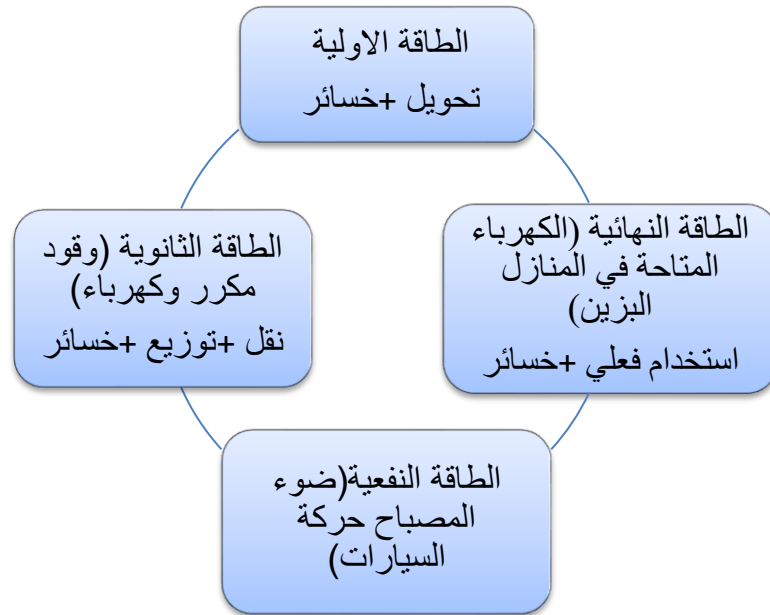 الطاقة الاولية
تحويل +خسائر
الطاقة النهائية (الكهرباء
المتاحة في المنازل
البزين)
استخدام فعلي +خسائر
الطاقة الثانوية (وقود
مكرر وكهرباء)
نقل +توزيع +خسائر
الطاقة النفعية(ضوء
المصباح حركة
السيارات)